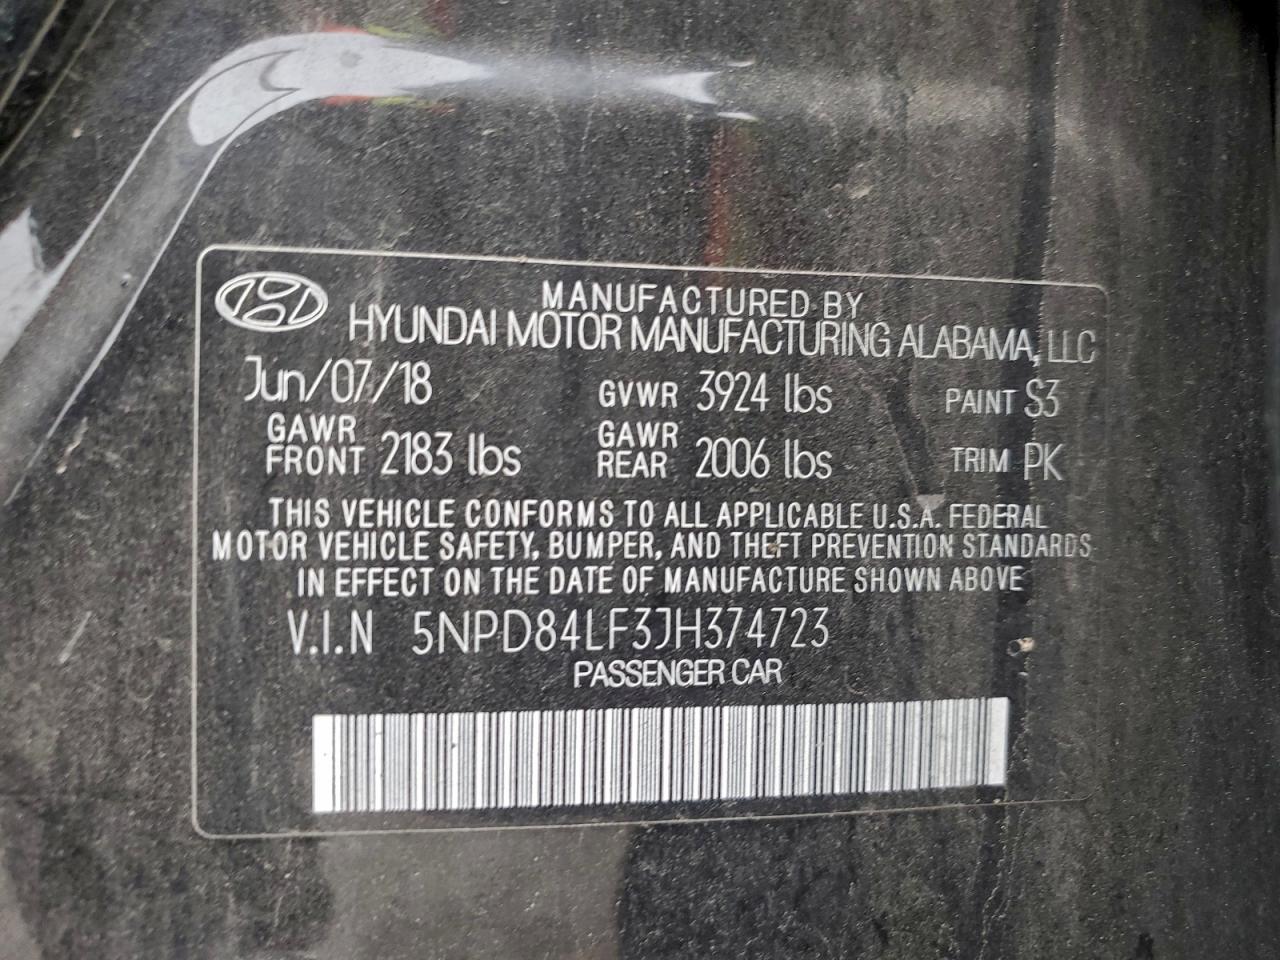 MANUFACTURED BY
HYUNDAI MOTOR MANUFACTURING ALABAMA, LLC
Jun/07/18 GVWR 3924 lbs PAINT S3
GAWR FRONT 2183 lbs GAWR REAR 2006 lbs TRIM PK
THIS VEHICLE CONFORMS TO ALL APPLICABLE U.S.A. FEDERAL
MOTOR VEHICLE SAFETY, BUMPER, AND THEFT PREVENTION STANDARDS
IN EFFECT ON THE DATE OF MANUFACTURE SHOWN ABOVE
V.I.N 5NPD84LF3JH374723
PASSENGER CAR